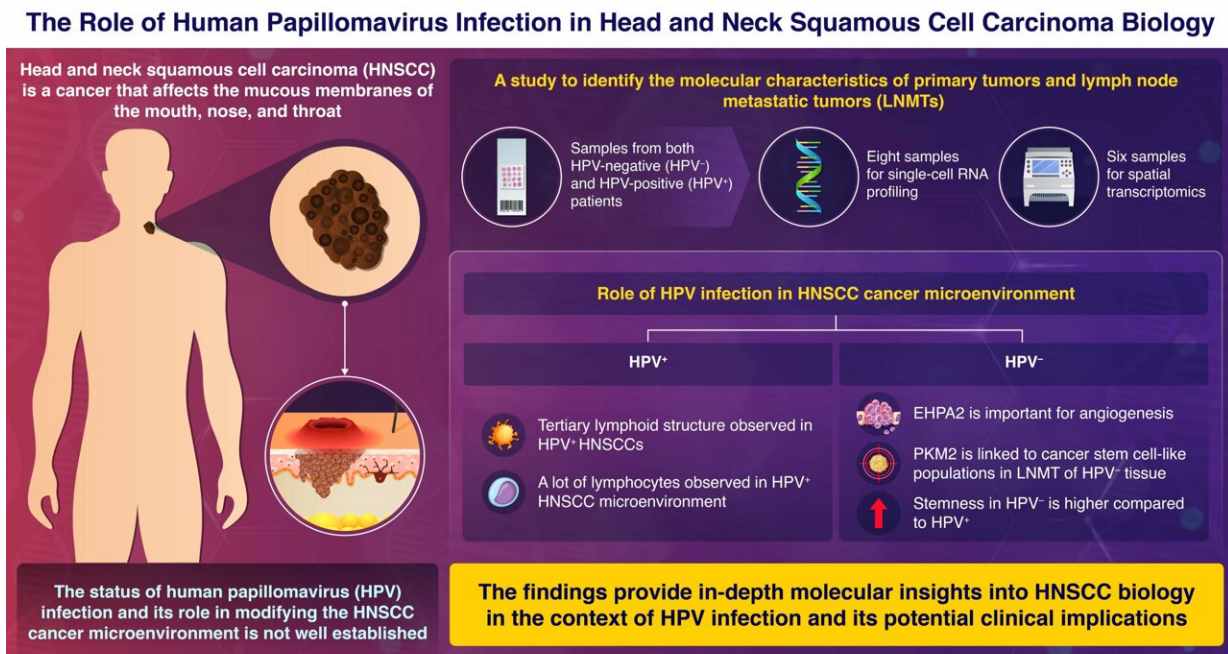 The Role of Human Papillomavirus Infection in Head and Neck Squamous Cell Carcinoma Biology
Head and neck squamous cell carcinoma (HNSCC)
is a cancer that affects the mucous membranes of
the mouth, nose, and throat
The status of human papillomavirus (HPV)
infection and its role in modifying the HNSCC
cancer microenvironment is not well established
A study to identify the molecular characteristics of primary tumors and lymph node
metastatic tumors (LNMTs)
Samples from both
HPV-negative (HPV⁻)
and HPV-positive (HPV⁺)
patients
Eight samples
for single-cell RNA
profiling
Six samples
for spatial
transcriptomics
Role of HPV infection in HNSCC cancer microenvironment
HPV⁺
Tertiary lymphoid structure observed in
HPV⁺ HNSCCs
A lot of lymphocytes observed in HPV⁺
HNSCC microenvironment
HPV⁻
EHPA2 is important for angiogenesis
PKM2 is linked to cancer stem cell-like
populations in LNMT of HPV⁻ tissue
Stemness in HPV⁻ is higher compared
to HPV⁺
The findings provide in-depth molecular insights into HNSCC biology
in the context of HPV infection and its potential clinical implications